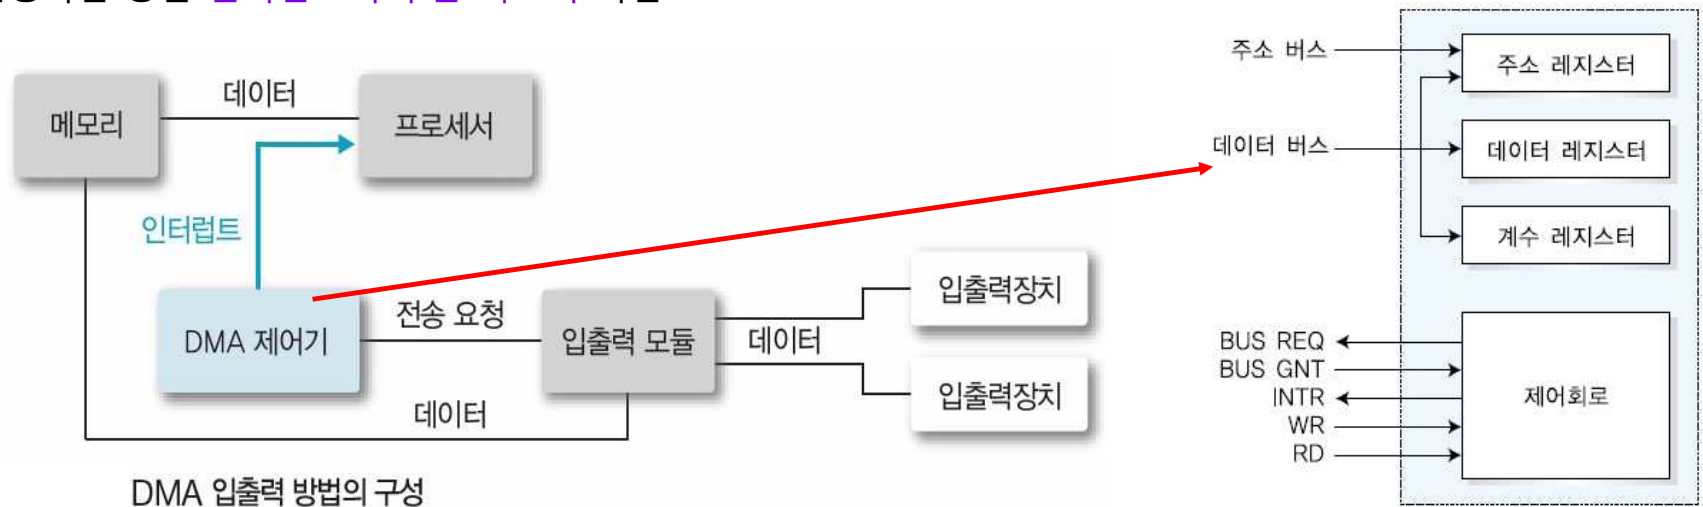 데이터
메모리
프로세서
인터럽트
DMA 제어기
전송 요청
입출력 모듈
데이터
입출력장치
입출력장치
데이터
DMA 입출력 방법의 구성
주소 버스
주소 레지스터
데이터 버스
데이터 레지스터
계수 레지스터
BUS REQ
BUS GNT
INTR
WR
RD
제어회로